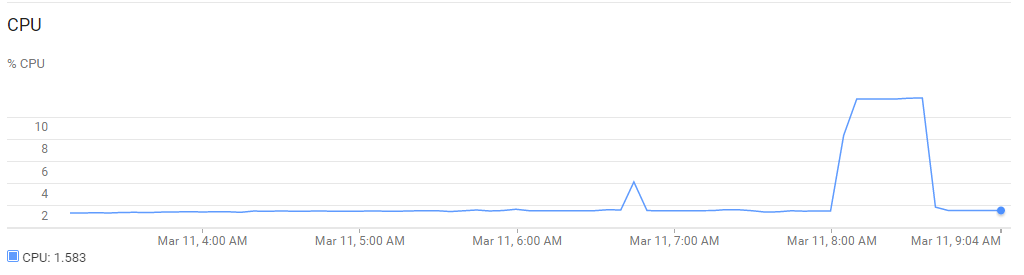 CPU
% CPU
10
8
6
4
2
Mar 11, 4:00 AM Mar 11, 5:00 AM Mar 11, 6:00 AM Mar 11, 7:00 AM Mar 11, 8:00 AM Mar 11, 9:04 AM
CPU: 1.583